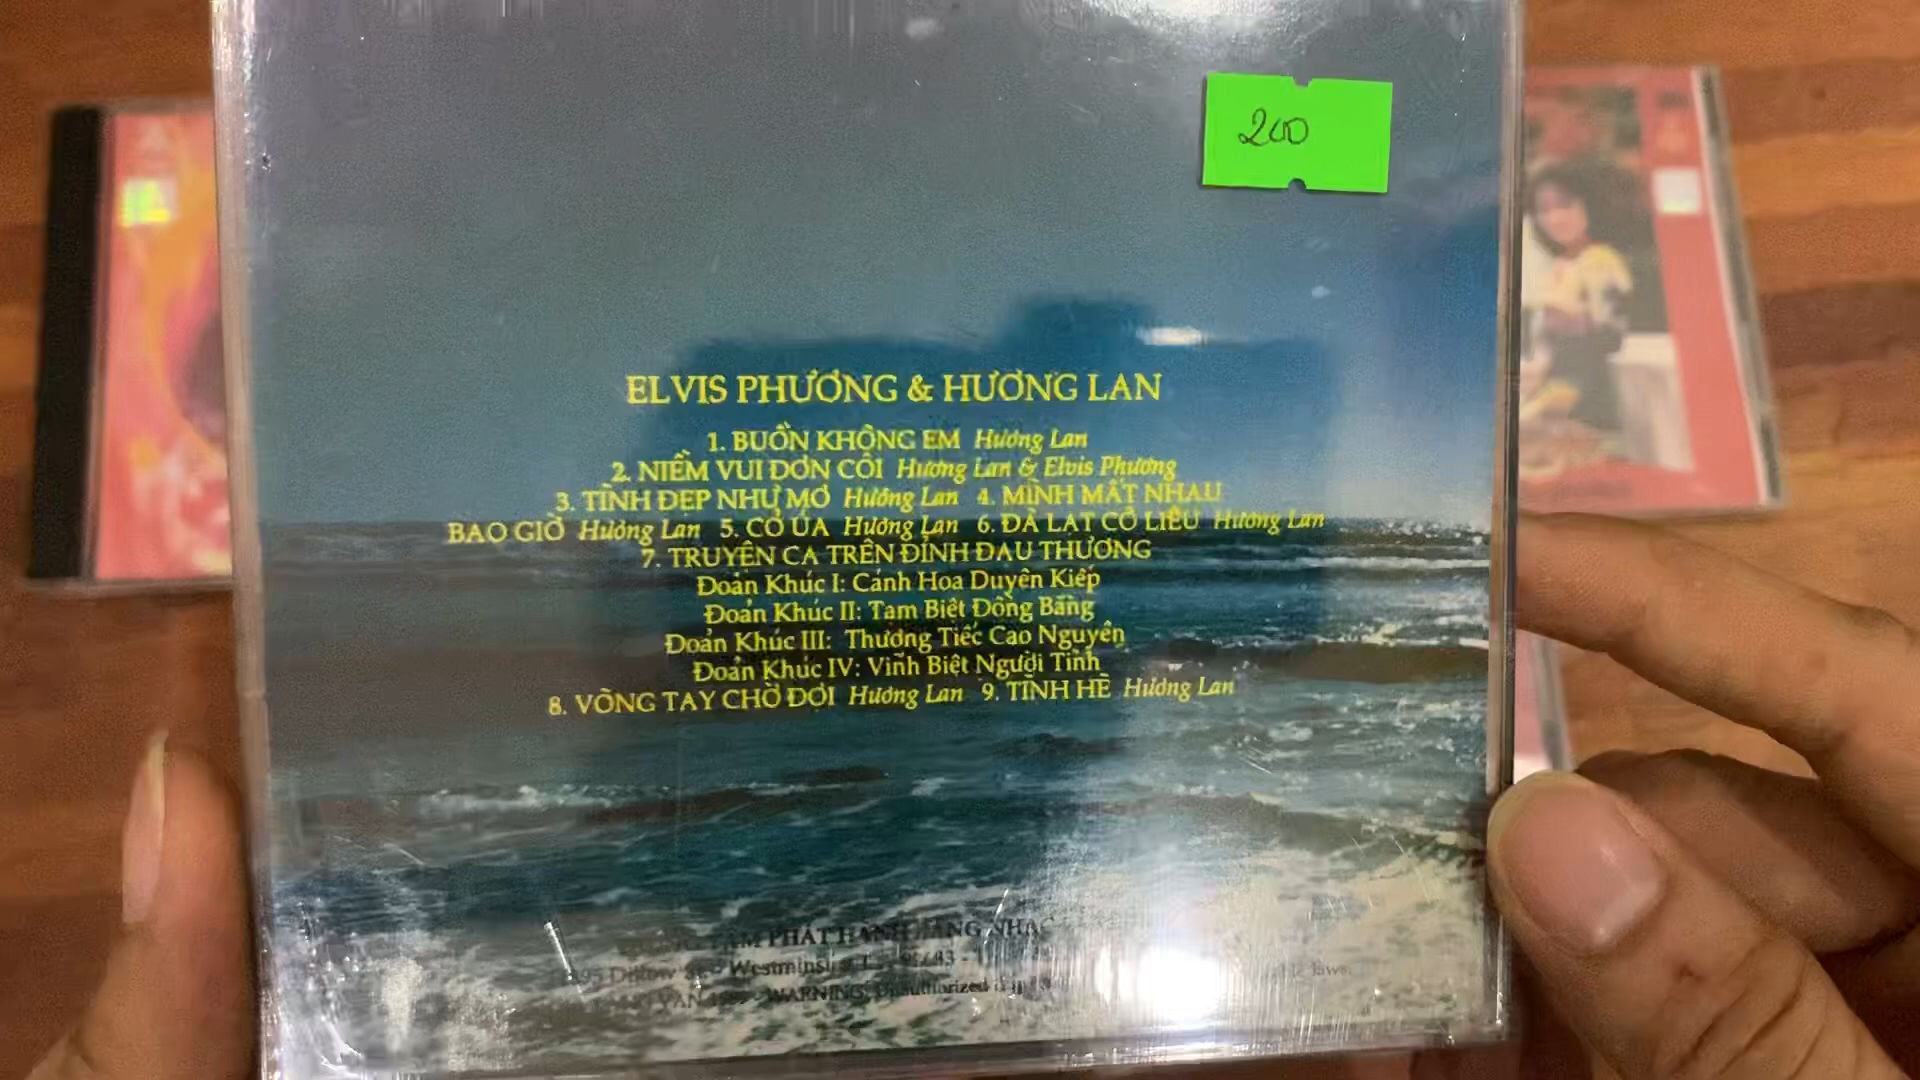 200
ELVIS PHƯƠNG & HƯƠNG LAN
1. BUỒN KHÔNG EM Hương Lan
2. NIỀM VUI ĐƠN CÔI Hương Lan & Elvis Phương
3. TÌNH ĐẸP NHƯ MƠ Hương Lan 4. MÌNH MẤT NHAU
BAO GIỜ Hương Lan 5. CỎ ÚA Hương Lan 6. ĐÀ LẠT CÔ LIÊU Hương Lan
7. TRUYỆN CA TRÊN ĐỈNH ĐAU THƯƠNG
Đoản Khúc I: Cánh Hoa Duyên Kiếp
Đoản Khúc II: Tạm Biệt Đồng Bằng
Đoản Khúc III: Thương Tiếc Cao Nguyên
Đoản Khúc IV: Vĩnh Biệt Người Tình
8. VÒNG TAY CHỜ ĐỢI Hương Lan 9. TÌNH HÈ Hương Lan
PHÁT HÀNH BĂNG NHẠC
Westminster
WARNING: Unauthorized
laws.